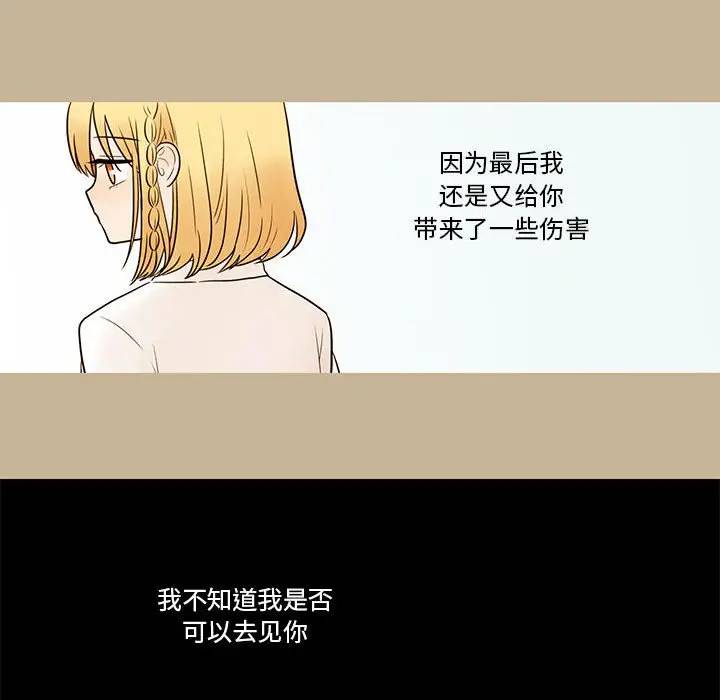 因为最后我
还是又给你
带来了一些伤害
我不知道我是否
可以去见你